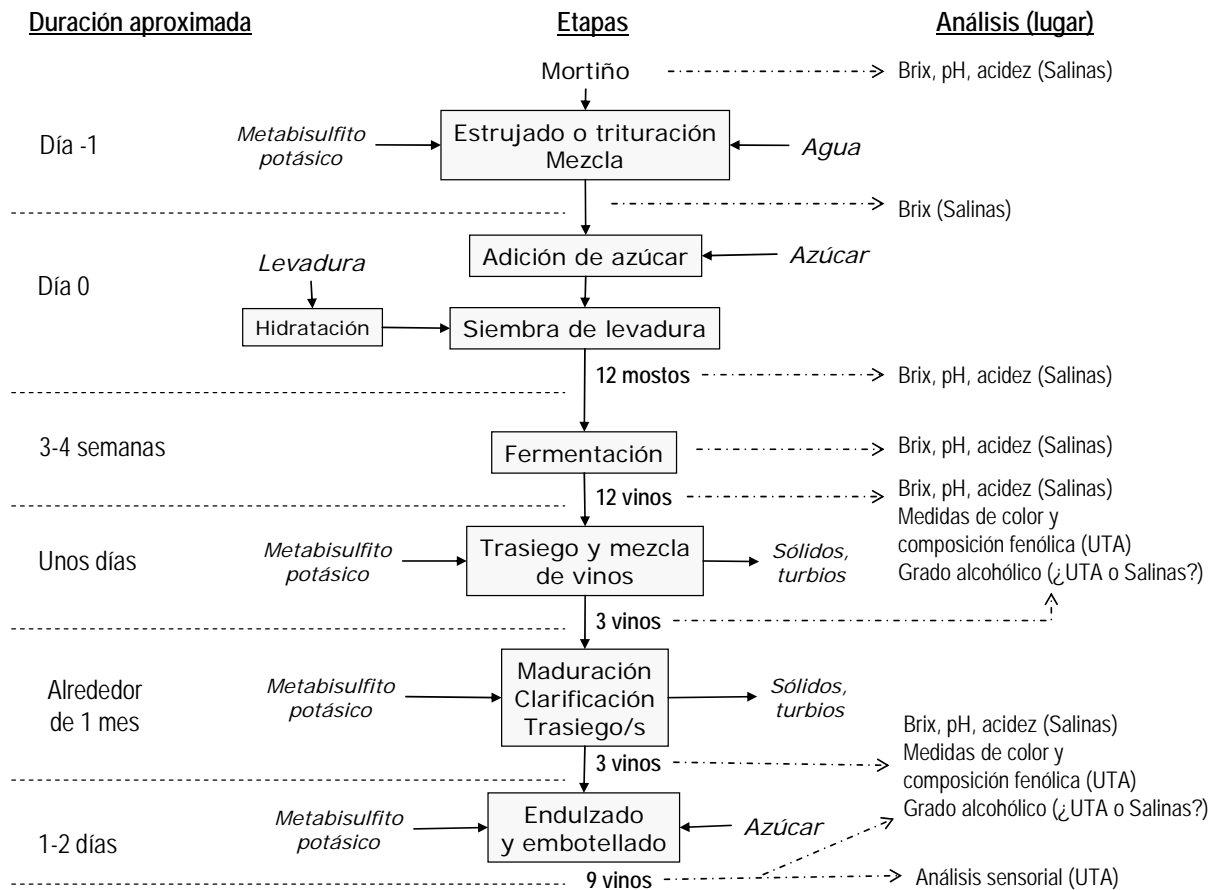 Duración aproximada
Etapas
Análisis (lugar)
Mortiño
Brix, pH, acidez (Salinas)
Día -1
Metabisulfito
potásico
Estrujado o trituración
Mezcla
Agua
Brix (Salinas)
Día 0
Levadura
Adición de azúcar
Azúcar
Hidratación
Siembra de levadura
12 mostos
Brix, pH, acidez (Salinas)
3-4 semanas
Fermentación
Brix, pH, acidez (Salinas)
12 vinos
Brix, pH, acidez (Salinas)
Medidas de color y
composición fenólica (UTA)
Grado alcohólico (¿UTA o Salinas?)
Unos días
Metabisulfito
potásico
Trasiego y mezcla
de vinos
Sólidos,
turbios
3 vinos
Alrededor
de 1 mes
Metabisulfito
potásico
Maduración
Clarificación
Trasiego/s
Sólidos,
turbios
3 vinos
Brix, pH, acidez (Salinas)
Medidas de color y
composición fenólica (UTA)
Grado alcohólico (¿UTA o Salinas?)
1-2 días
Metabisulfito
potásico
Endulzado
y embotellado
Azúcar
9 vinos
Análisis sensorial (UTA)